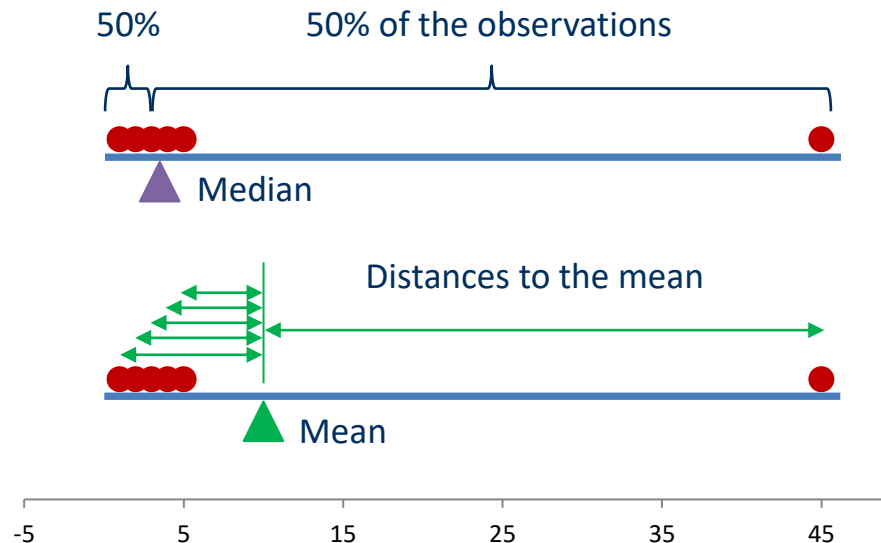 50% 50% of the observations
Median
Distances to the mean
Mean
-5 5 15 25 35 45